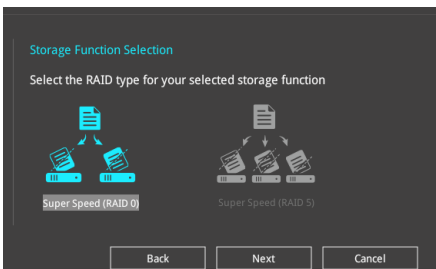 Storage Function Selection
Select the RAID type for your selected storage function
Super Speed (RAID 0)
Super Speed (RAID 5)
Back
Next
Cancel